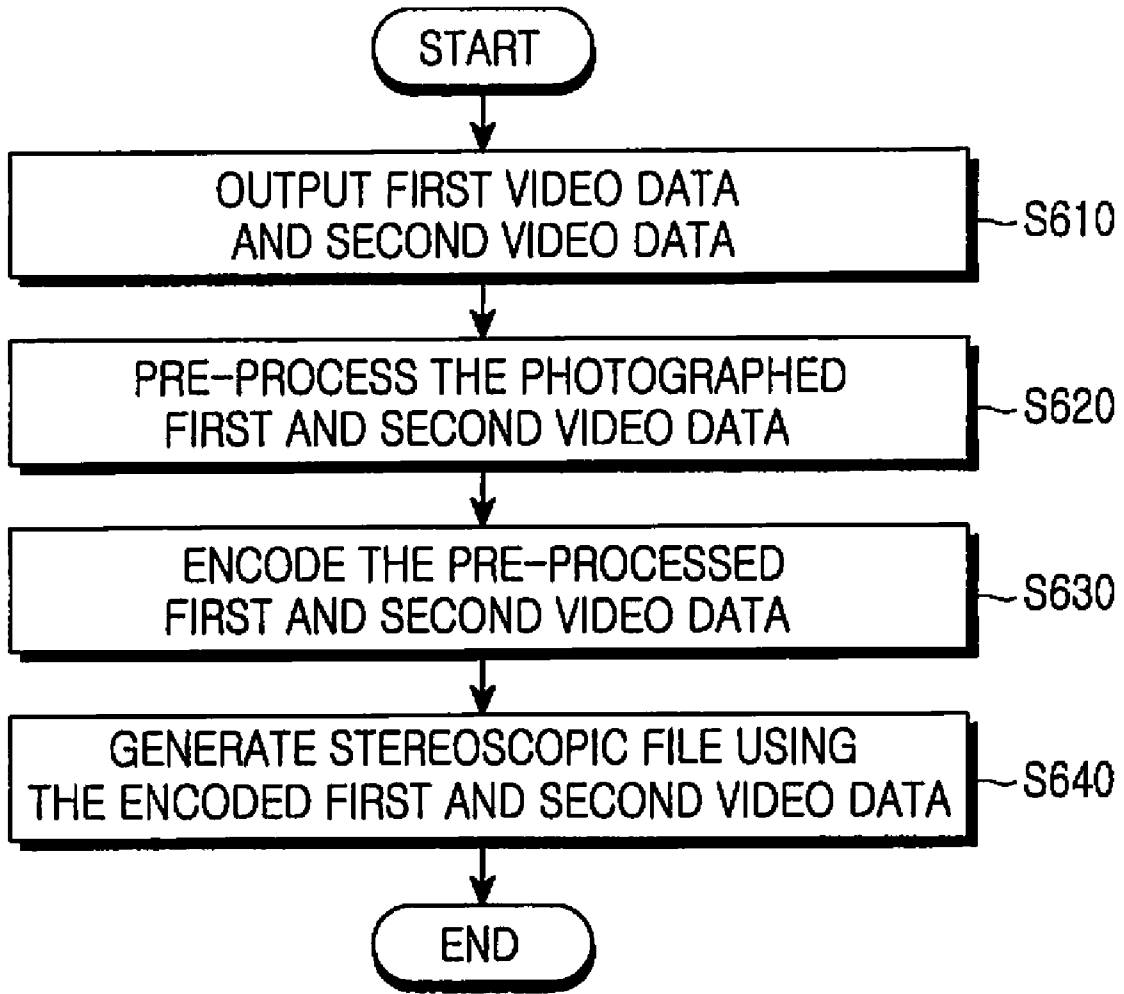 START
OUTPUT FIRST VIDEO DATA
AND SECOND VIDEO DATA
S610
PRE-PROCESS THE PHOTOGRAPHED
FIRST AND SECOND VIDEO DATA
S620
ENCODE THE PRE-PROCESSED
FIRST AND SECOND VIDEO DATA
S630
GENERATE STEREOSCOPIC FILE USING
THE ENCODED FIRST AND SECOND VIDEO DATA
S640
END